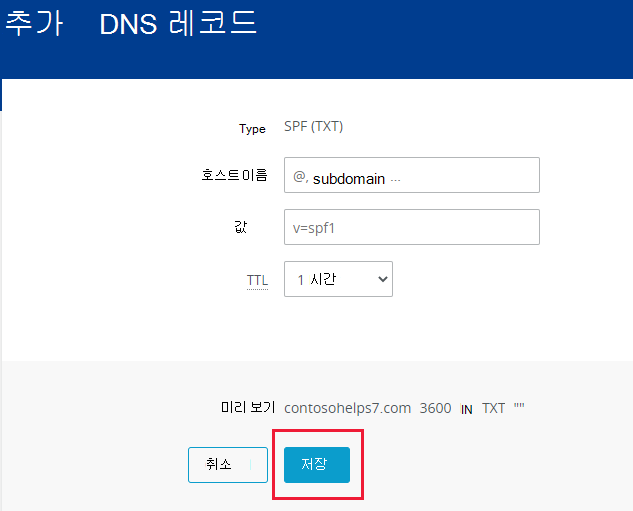 추가 DNS 레코드
Type SPF (TXT)
호스트이름 @, subdomain ...
값 v=spf1
TTL 1 시간
미리 보기 contosohelps7.com 3600 IN TXT ""
취소 저장